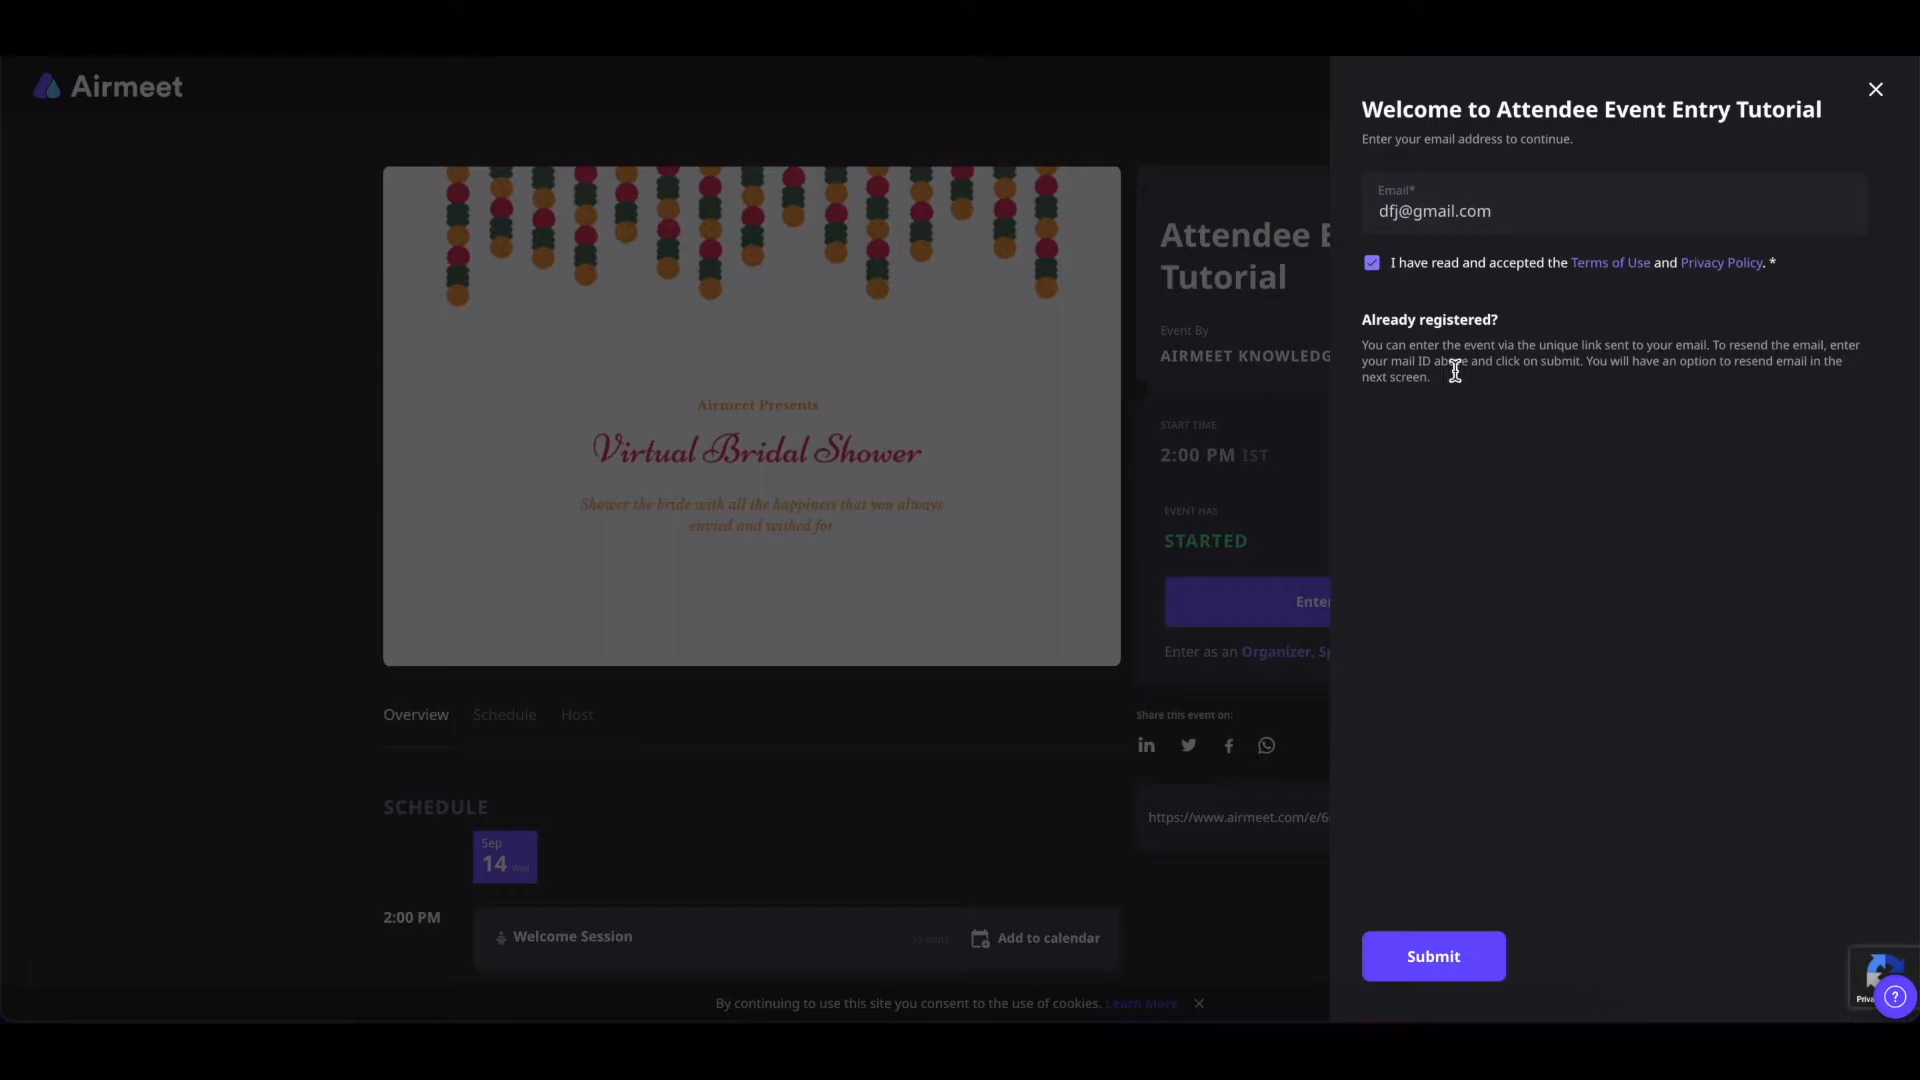 Airmeet
Airmeet Presents
Virtual Bridal Shower
Shower the bride with all the happiness that you always
envied and wished for
Attendee E
Tutorial
Event By
AIRMEET KNOWLEDG
START TIME
2:00 PM IST
EVENT HAS
STARTED
Enter
Enter as an Organizer, Sp
Share this event on:
https://www.airmeet.com/e/6
Overview Schedule Host
SCHEDULE
Sep
14 Wed
2:00 PM
Welcome Session
Add to calendar
By continuing to use this site you consent to the use of cookies. Learn More
Welcome to Attendee Event Entry Tutorial
Enter your email address to continue.
Email*
dfj@gmail.com
I have read and accepted the Terms of Use and Privacy Policy. *
Already registered?
You can enter the event via the unique link sent to your email. To resend the email, enter
your mail ID above and click on submit. You will have an option to resend email in the
next screen.
Submit
Priva